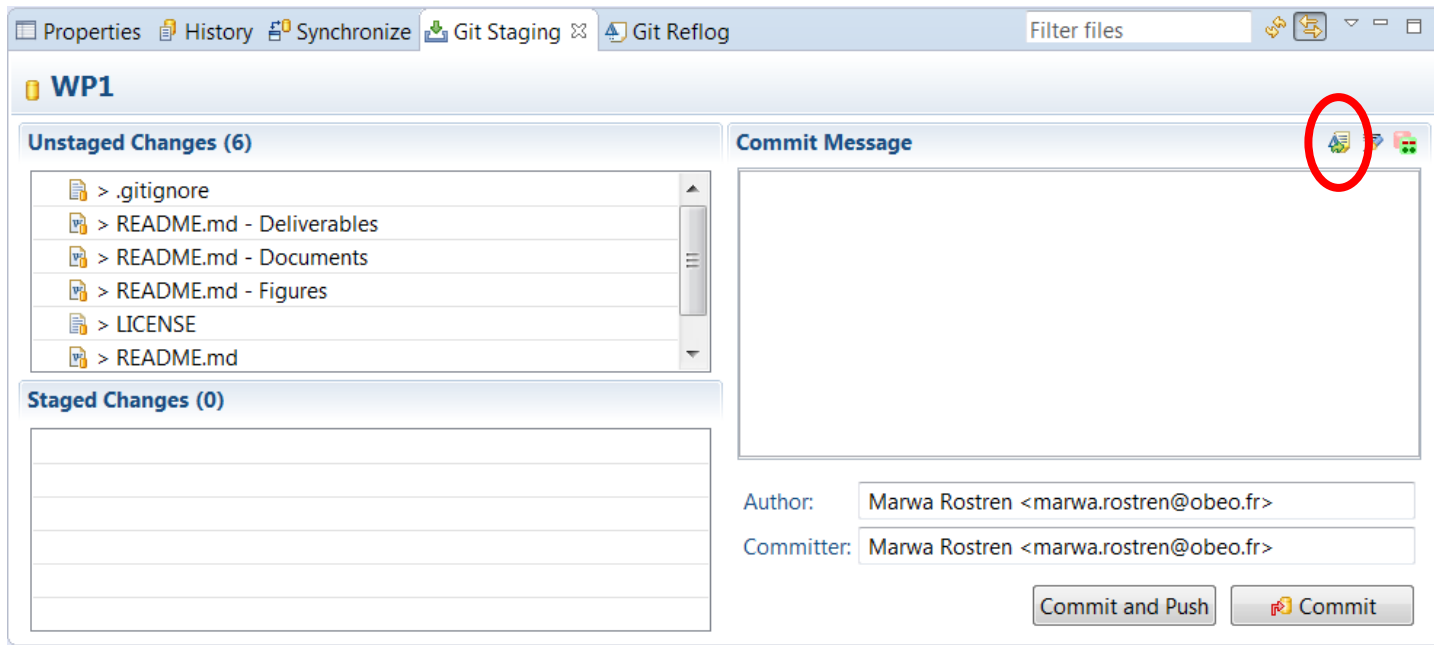 Properties History Synchronize Git Staging Git Reflog Filter files
WP1
Unstaged Changes (6)
> .gitignore
> README.md - Deliverables
> README.md - Documents
> README.md - Figures
> LICENSE
> README.md
Staged Changes (0)
Commit Message
Author: Marwa Rostren <marwa.rostren@obeo.fr>
Committer: Marwa Rostren <marwa.rostren@obeo.fr>
Commit and Push Commit